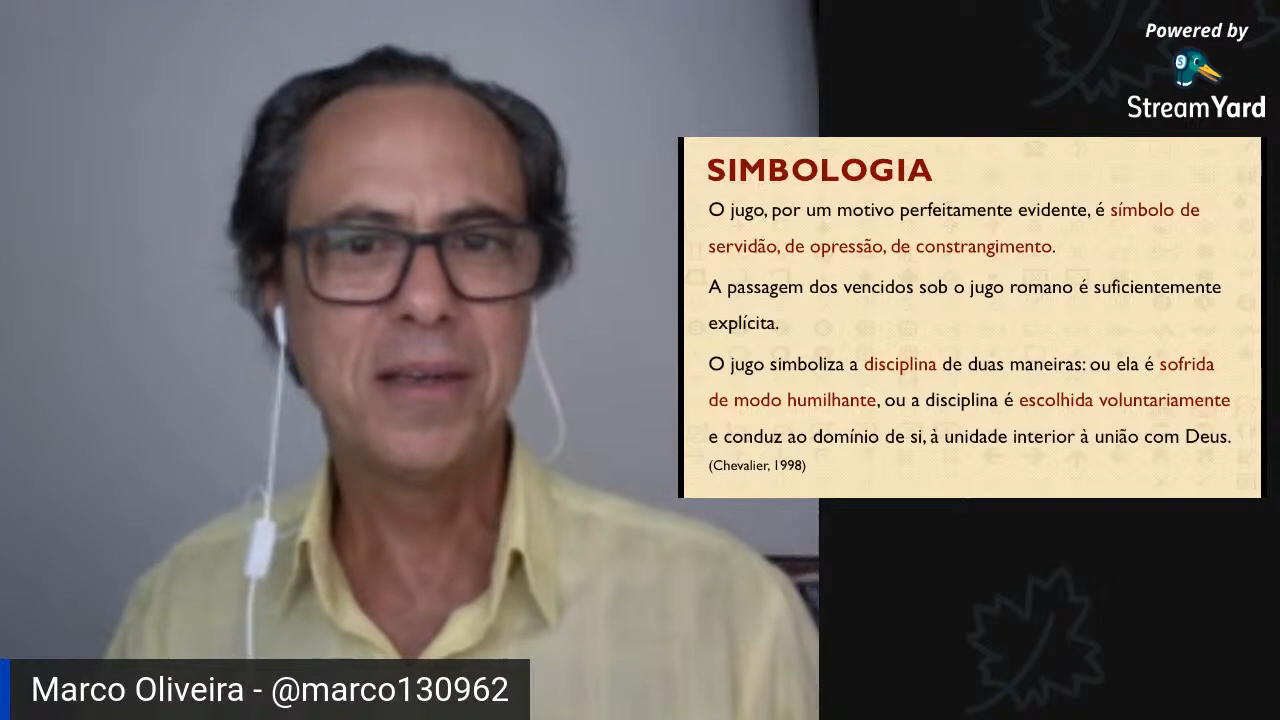 Powered by
StreamYard
SIMBOLOGIA
O jugo, por um motivo perfeitamente evidente, é símbolo de
servidão, de opressão, de constrangimento.
A passagem dos vencidos sob o jugo romano é suficientemente
explícita.
O jugo simboliza a disciplina de duas maneiras: ou ela é sofrida
de modo humilhante, ou a disciplina é escolhida voluntariamente
e conduz ao domínio de si, à unidade interior à união com Deus.
(Chevalier, 1998)
Marco Oliveira - @marco130962